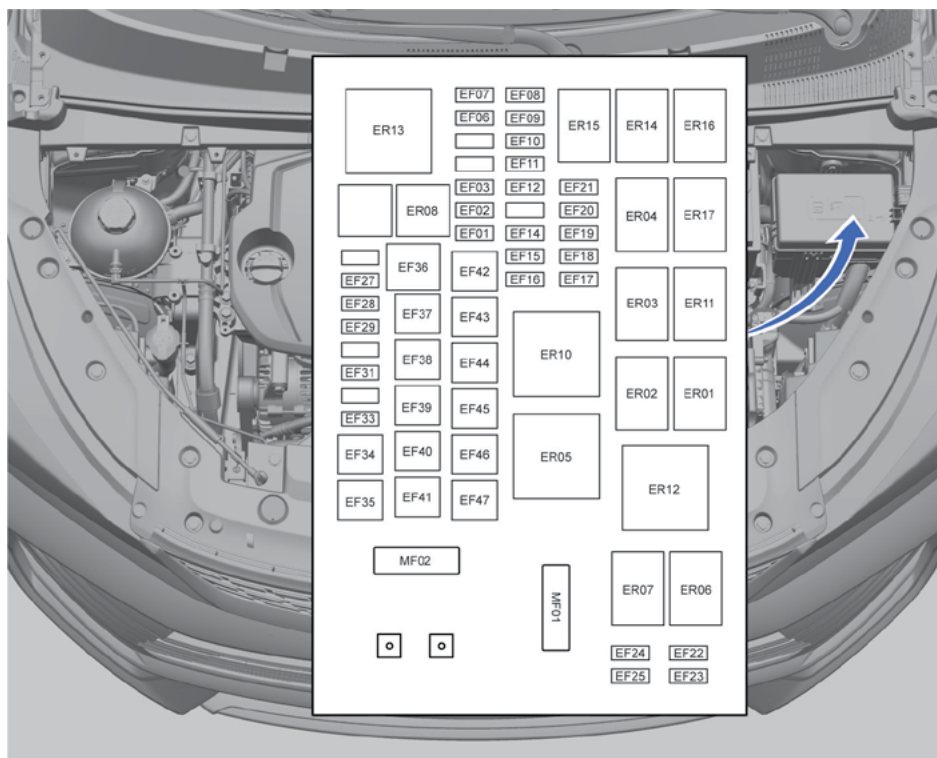 EF07 EF08
ER13 EF06 EF09 ER15 ER14 ER16
EF10
EF11
EF03 EF12 EF21
ER08 EF02 EF20 ER04 ER17
EF01 EF14 EF19
EF36 EF42 EF15 EF18
EF27 EF16 EF17
EF28 EF37 EF43 ER03 ER11
EF29
EF38 EF44 ER10
EF31
EF39 EF45 ER02 ER01
EF33
EF34 EF40 EF46 ER05
EF35 EF41 EF47 ER12
MF02
MF01 ER07 ER06
EF24 EF22
EF25 EF23